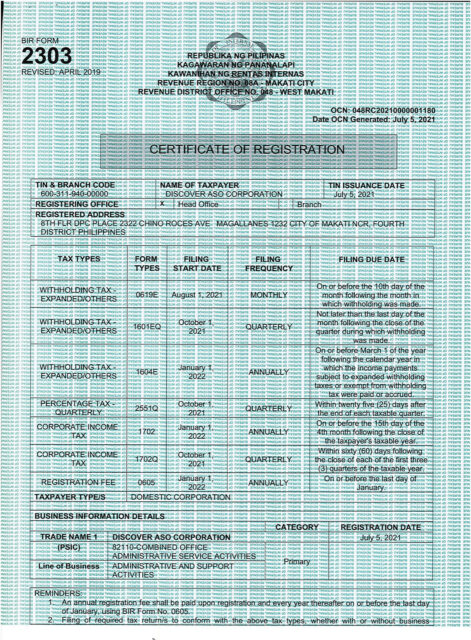 BIR FORM
2303
REVISED: APRIL 2019
REPUBLIKA NG PILIPINAS
KAGAWARAN NG PANANALAPI
KAWANIHAN NG RENTAS INTERNAS
REVENUE REGION NO. 08A - MAKATI CITY
REVENUE DISTRICT OFFICE NO. 048 - WEST MAKATI
OCN: 048RC20210000001180
Date OCN Generated: July 5, 2021
CERTIFICATE OF REGISTRATION
TIN & BRANCH CODE NAME OF TAXPAYER TIN ISSUANCE DATE
600-311-940-00000 DISCOVER ASO CORPORATION July 5, 2021
REGISTERING OFFICE x Head Office Branch
REGISTERED ADDRESS
8TH FLR OPC PLACE 2322 CHINO ROCES AVE MAGALLANES 1232 CITY OF MAKATI NCR, FOURTH
DISTRICT PHILIPPINES
TAX TYPES FORM TYPES FILING START DATE FILING FREQUENCY FILING DUE DATE
WITHHOLDING TAX - EXPANDED/OTHERS 0619E August 1, 2021 MONTHLY On or before the 10th day of the month following the month in which withholding was made.
WITHHOLDING TAX - EXPANDED/OTHERS 1601EQ October 1, 2021 QUARTERLY Not later than the last day of the month following the close of the quarter during which withholding was made.
WITHHOLDING TAX - EXPANDED/OTHERS 1604E January 1, 2022 ANNUALLY On or before March 1 of the year following the calendar year in which the income payments subject to expanded withholding taxes or exempt from withholding tax were paid or accrued.
PERCENTAGE TAX - QUARTERLY 2551Q October 1, 2021 QUARTERLY Within twenty five (25) days after the end of each taxable quarter.
CORPORATE INCOME TAX 1702 January 1, 2022 ANNUALLY On or before the 15th day of the 4th month following the close of the taxpayer's taxable year.
CORPORATE INCOME TAX 1702Q October 1, 2021 QUARTERLY Within sixty (60) days following the close of each of the first three (3) quarters of the taxable year.
REGISTRATION FEE 0605 January 1, 2022 ANNUALLY On or before the last day of January.
TAXPAYER TYPE/S DOMESTIC CORPORATION
BUSINESS INFORMATION DETAILS
CATEGORY REGISTRATION DATE
TRADE NAME 1 DISCOVER ASO CORPORATION July 5, 2021
(PSIC) 82110-COMBINED OFFICE ADMINISTRATIVE SERVICE ACTIVITIES Primary
Line of Business ADMINISTRATIVE AND SUPPORT ACTIVITIES
REMINDERS:
1. An annual registration fee shall be paid upon registration and every year thereafter on or before the last day
of January, using BIR Form No. 0605.
2. Filing of required tax return/s to conform with the above tax types, whether with or without business